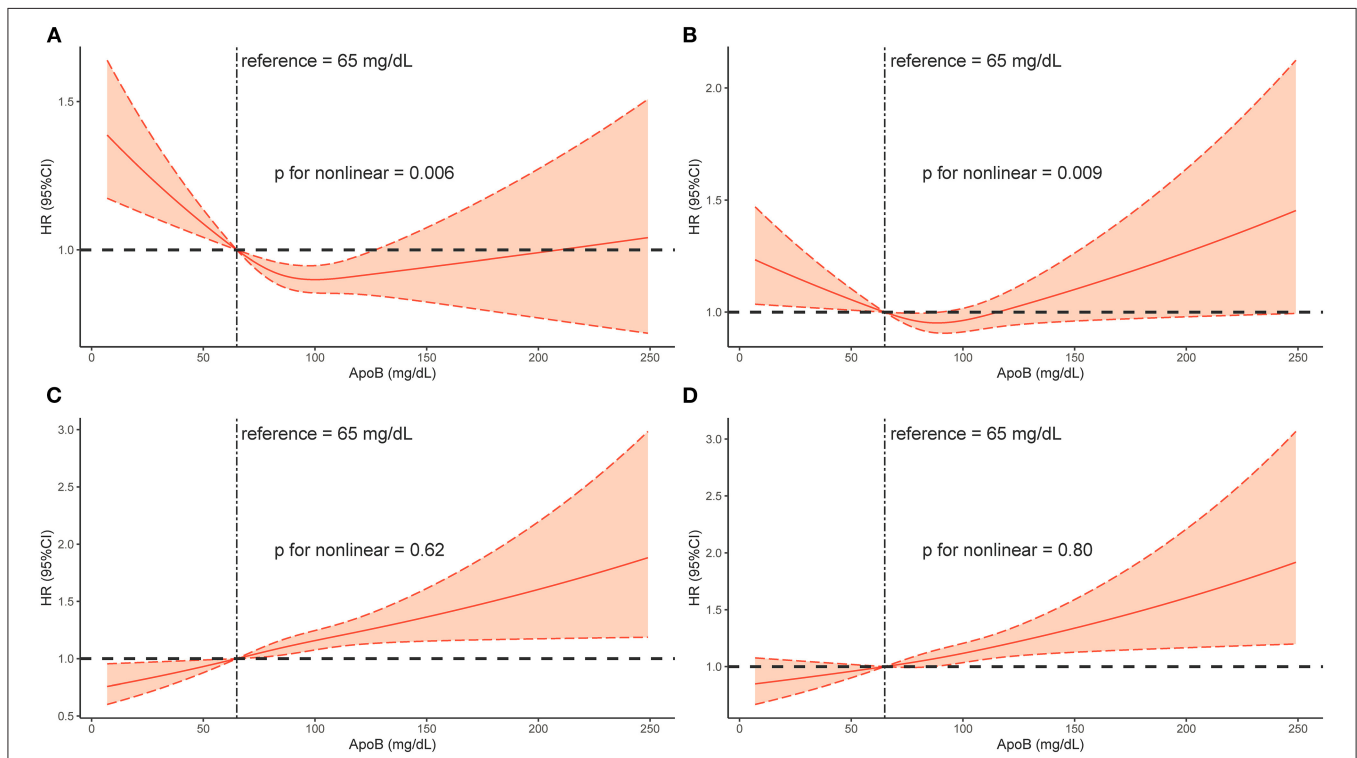 A
reference = 65 mg/dL
p for nonlinear = 0.006
HR (95%CI)
1.5
1.0
0
50
100
150
200
250
ApoB (mg/dL)
B
reference = 65 mg/dL
p for nonlinear = 0.009
HR (95%CI)
2.0
1.5
1.0
0
50
100
150
200
250
ApoB (mg/dL)
C
reference = 65 mg/dL
p for nonlinear = 0.62
HR (95%CI)
3.0
2.5
2.0
1.5
1.0
0.5
0
50
100
150
200
250
ApoB (mg/dL)
D
reference = 65 mg/dL
p for nonlinear = 0.80
HR (95%CI)
3.0
2.5
2.0
1.5
1.0
0
50
100
150
200
250
ApoB (mg/dL)